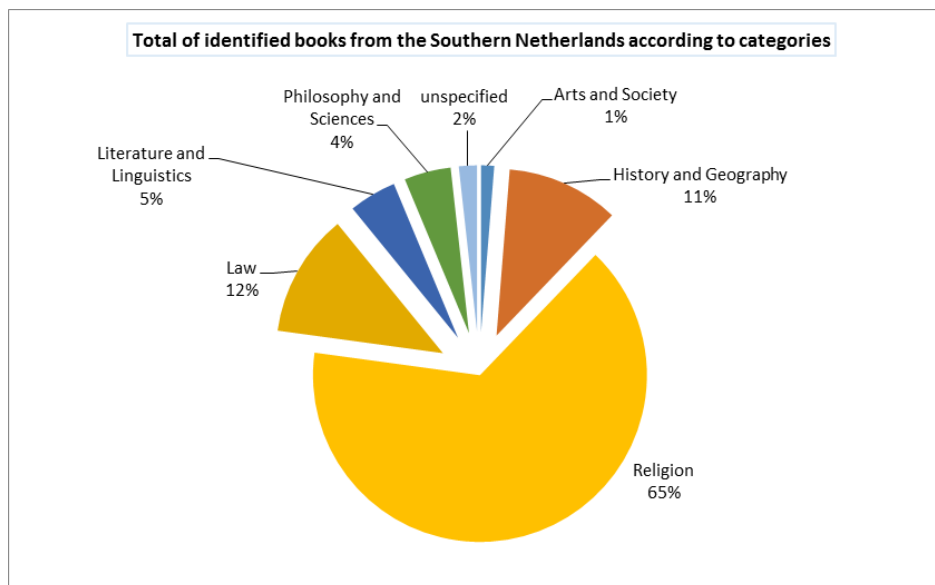 Total of identified books from the Southern Netherlands according to categories
Arts and Society
1%
History and Geography
11%
Religion
65%
Law
12%
Literature and
Linguistics
5%
Philosophy and
Sciences
4%
unspecified
2%